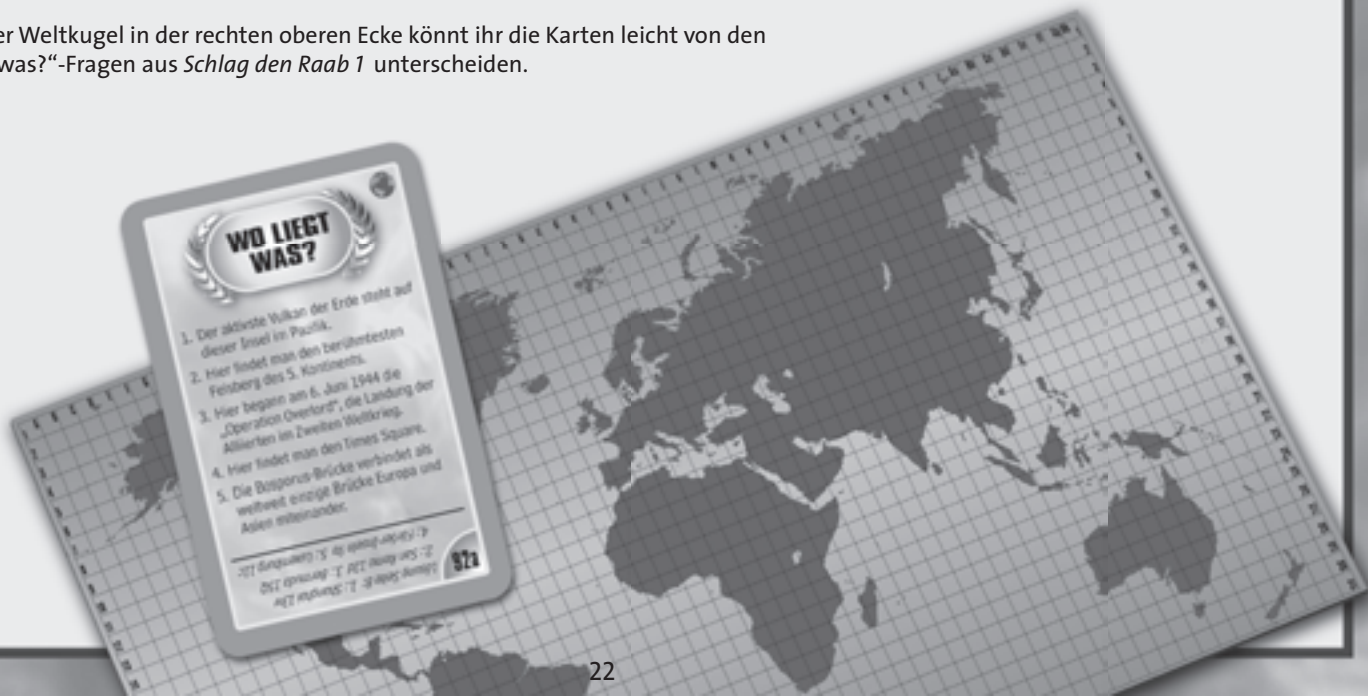 er Weltkugel in der rechten oberen Ecke könnt ihr die Karten leicht von den
was?“-Fragen aus Schlag den Raab 1 unterscheiden.
WO LIEGT
WAS?
1. Der aktivste Vulkan der Erde steht auf
dieser Insel im Pazifik.
2. Hier findet man den berühmtesten
Felsberg des 5. Kontinents.
3. Hier begann am 6. Juni 1944 die
„Operation Overlord“, die Landung der
Alliierten im Zweiten Weltkrieg.
4. Hier findet man den Times Square.
5. Die Bosporus-Brücke verbindet als
weltweit einzige Brücke Europa und
Asien miteinander.
92a
22